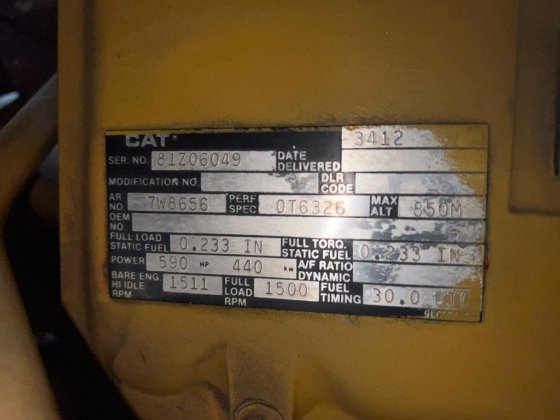 CAT 3412
SER. NO. 81Z06049 DATE DELIVERED
MODIFICATION NO. DLR CODE
AR NO. 7W8656 PERF SPEC 0T6326 MAX ALT 850M
OEM NO.
FULL LOAD STATIC FUEL 0.233 IN FULL TORQ. STATIC FUEL 0.233 IN
POWER 590 HP 440 kw A/F RATIO DYNAMIC
BARE ENG HI IDLE RPM 1511 FULL LOAD RPM 1500 FUEL TIMING 30.0